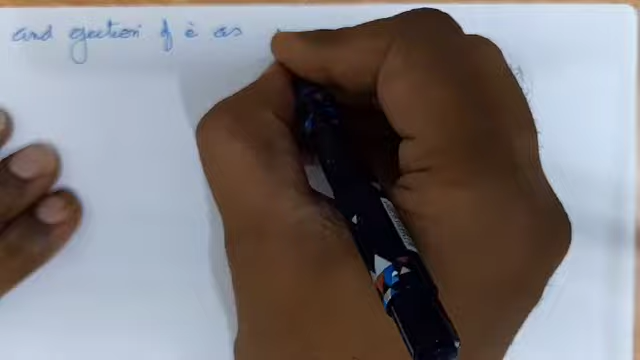 and ejection of e⁻ as